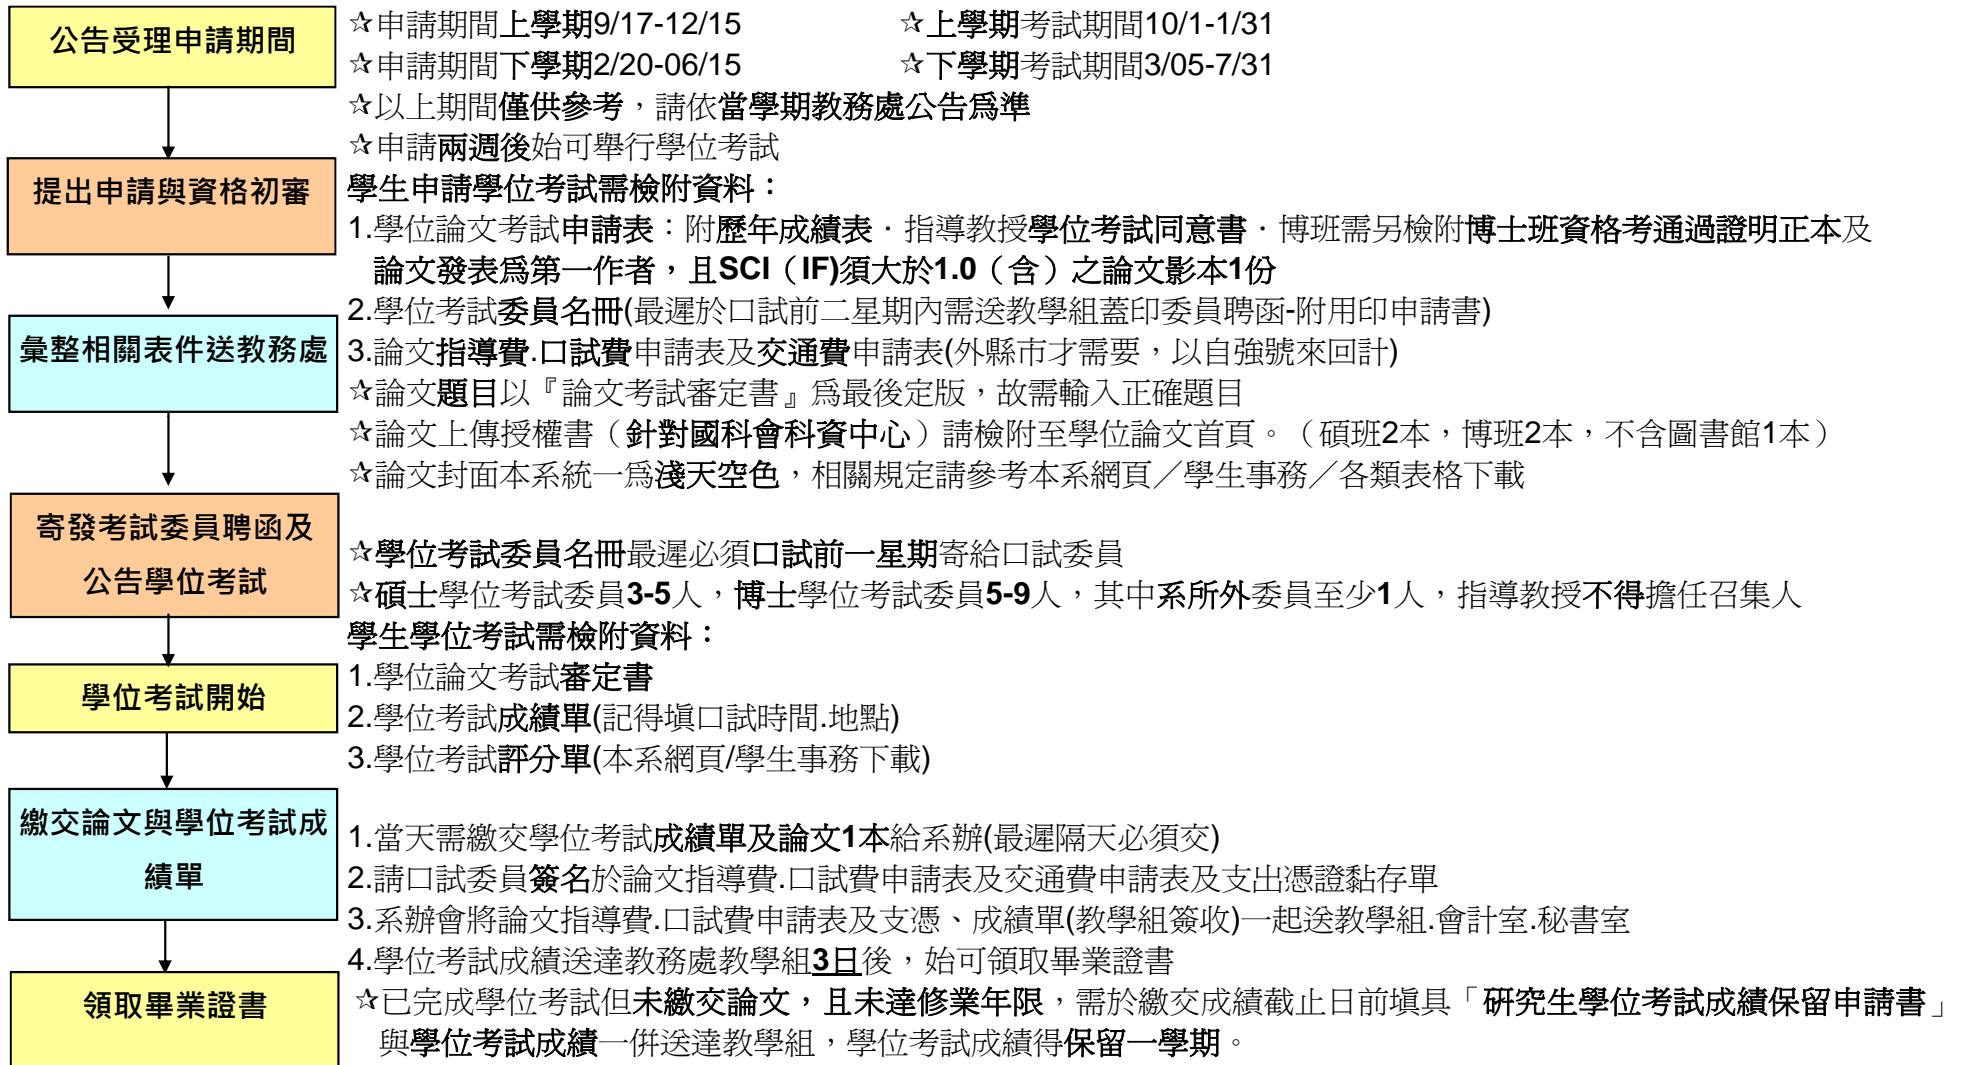 公告受理申請期間
☆申請期間上學期9/17-12/15 ☆上學期考試期間10/1-1/31
☆申請期間下學期2/20-06/15 ☆下學期考試期間3/05-7/31
☆以上期間僅供參考，請依當學期教務處公告為準
☆申請兩週後始可舉行學位考試
提出申請與資格初審
學生申請學位考試需檢附資料：
1.學位論文考試申請表：附歷年成績表．指導教授學位考試同意書．博班需另檢附博士班資格考通過證明正本及
論文發表為第一作者，且SCI（IF)須大於1.0（含）之論文影本1份
2.學位考試委員名冊(最遲於口試前二星期內需送教學組蓋印委員聘函-附用印申請書)
彙整相關表件送教務處
3.論文指導費.口試費申請表及交通費申請表(外縣市才需要，以自強號來回計)
☆論文題目以『論文考試審定書』為最後定版，故需輸入正確題目
☆論文上傳授權書（針對國科會科資中心）請檢附至學位論文首頁。（碩班2本，博班2本，不含圖書館1本）
☆論文封面本系統一為淺天空色，相關規定請參考本系網頁／學生事務／各類表格下載
寄發考試委員聘函及
公告學位考試
☆學位考試委員名冊最遲必須口試前一星期寄給口試委員
☆碩士學位考試委員3-5人，博士學位考試委員5-9人，其中系所外委員至少1人，指導教授不得擔任召集人
學生學位考試需檢附資料：
學位考試開始
1.學位論文考試審定書
2.學位考試成績單(記得填口試時間.地點)
3.學位考試評分單(本系網頁/學生事務下載)
繳交論文與學位考試成
績單
1.當天需繳交學位考試成績單及論文1本給系辦(最遲隔天必須交)
2.請口試委員簽名於論文指導費.口試費申請表及交通費申請表及支出憑證黏存單
3.系辦會將論文指導費.口試費申請表及支憑、成績單(教學組簽收)一起送教學組.會計室.秘書室
4.學位考試成績送達教務處教學組3日後，始可領取畢業證書
領取畢業證書
☆已完成學位考試但未繳交論文，且未達修業年限，需於繳交成績截止日前填具「研究生學位考試成績保留申請書」
與學位考試成績一併送達教學組，學位考試成績得保留一學期。